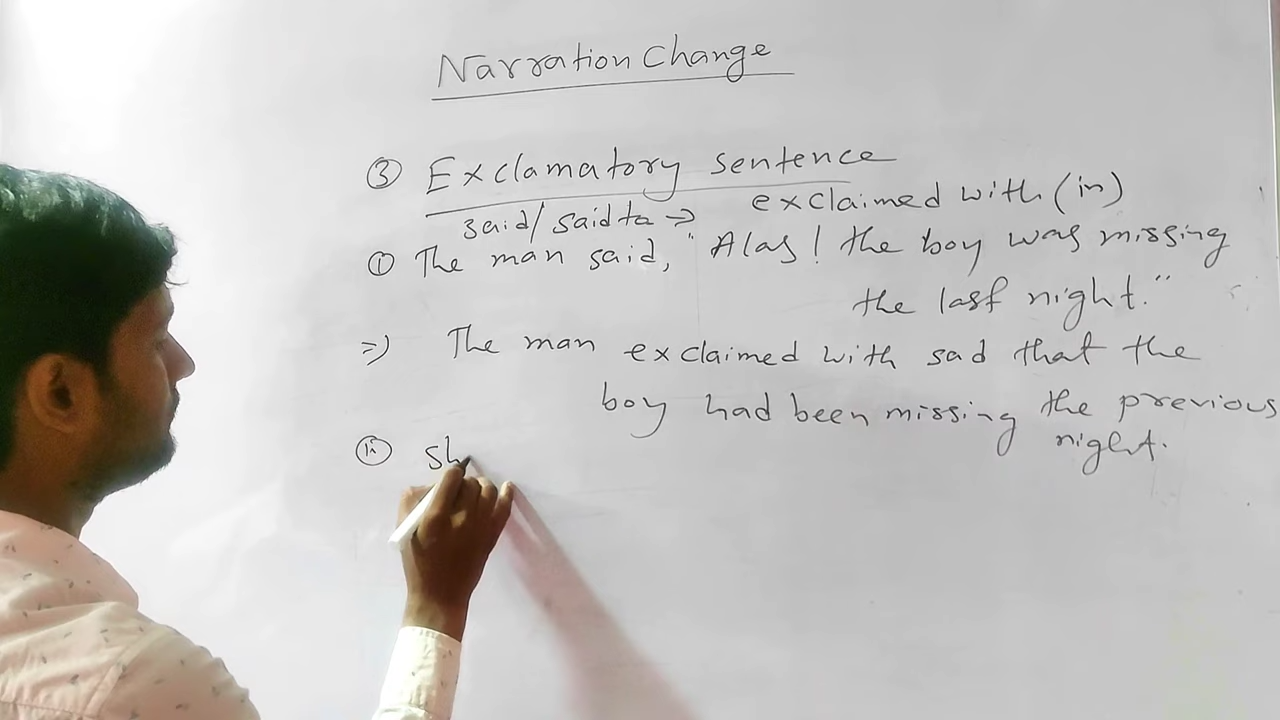 Narration Change
③ Exclamatory sentence
said/said to → exclaimed with (in)
① The man said, "Alas! the boy was missing
the last night."
⇒) The man exclaimed with sad that the
boy had been missing the previous
night.
ⓘⓘ Sh